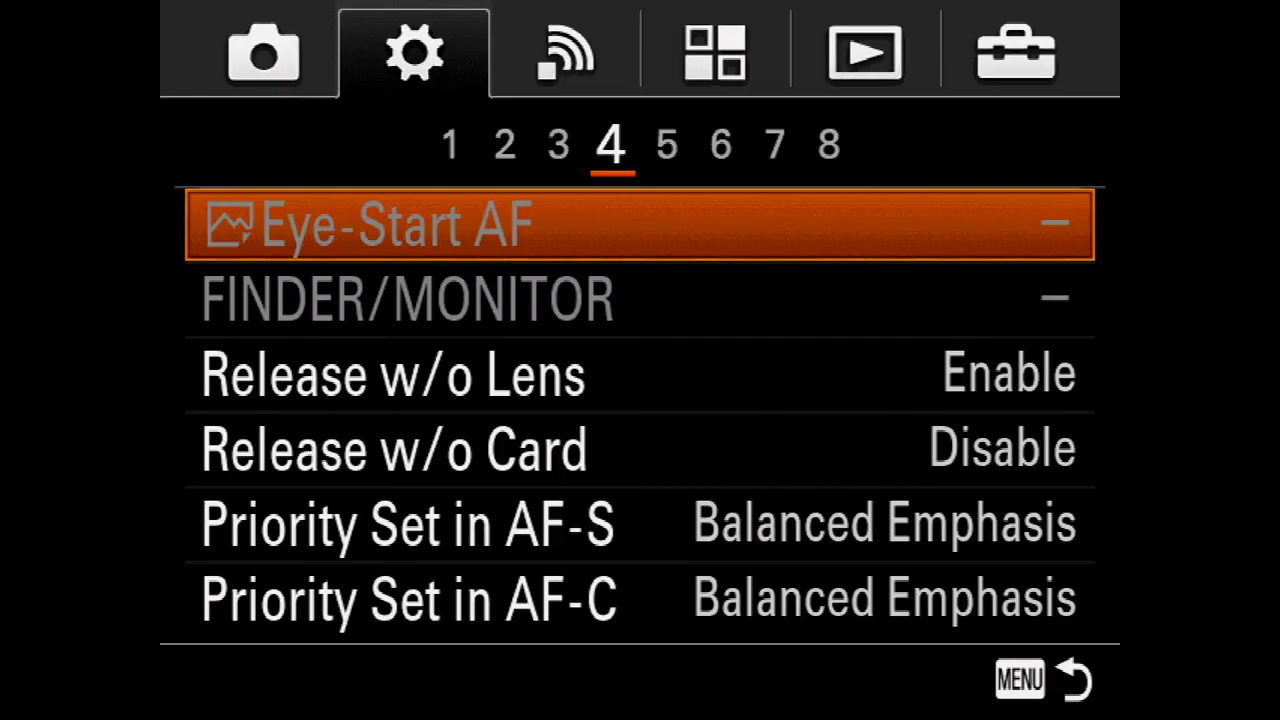 1 2 3 4 5 6 7 8
Eye-Start AF –
FINDER/MONITOR –
Release w/o Lens Enable
Release w/o Card Disable
Priority Set in AF-S Balanced Emphasis
Priority Set in AF-C Balanced Emphasis
MENU